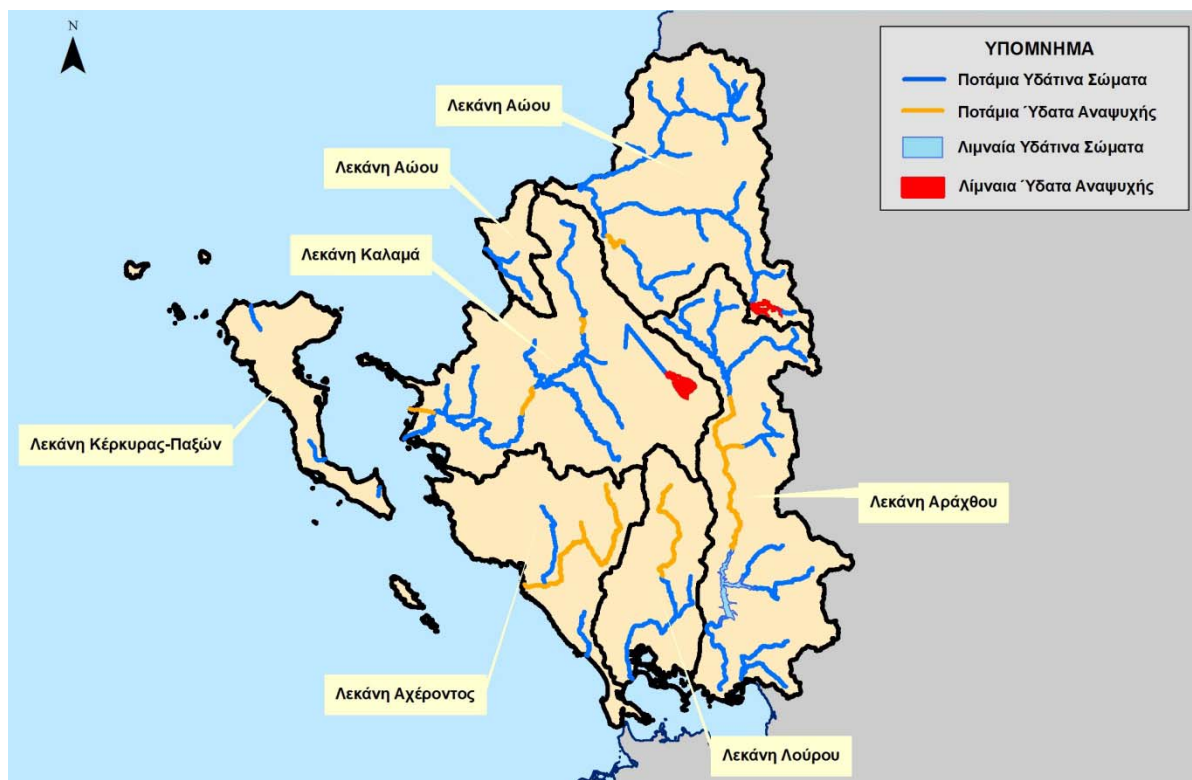 N
ΥΠΟΜΝΗΜΑ
Ποτάμια Υδάτινα Σώματα
Ποτάμια Ύδατα Αναψυχής
Λιμναία Υδάτινα Σώματα
Λίμναια Ύδατα Αναψυχής
Λεκάνη Αώου
Λεκάνη Αώου
Λεκάνη Καλαμά
Λεκάνη Κέρκυρας-Παξών
Λεκάνη Αράχθου
Λεκάνη Αχέροντος
Λεκάνη Λούρου